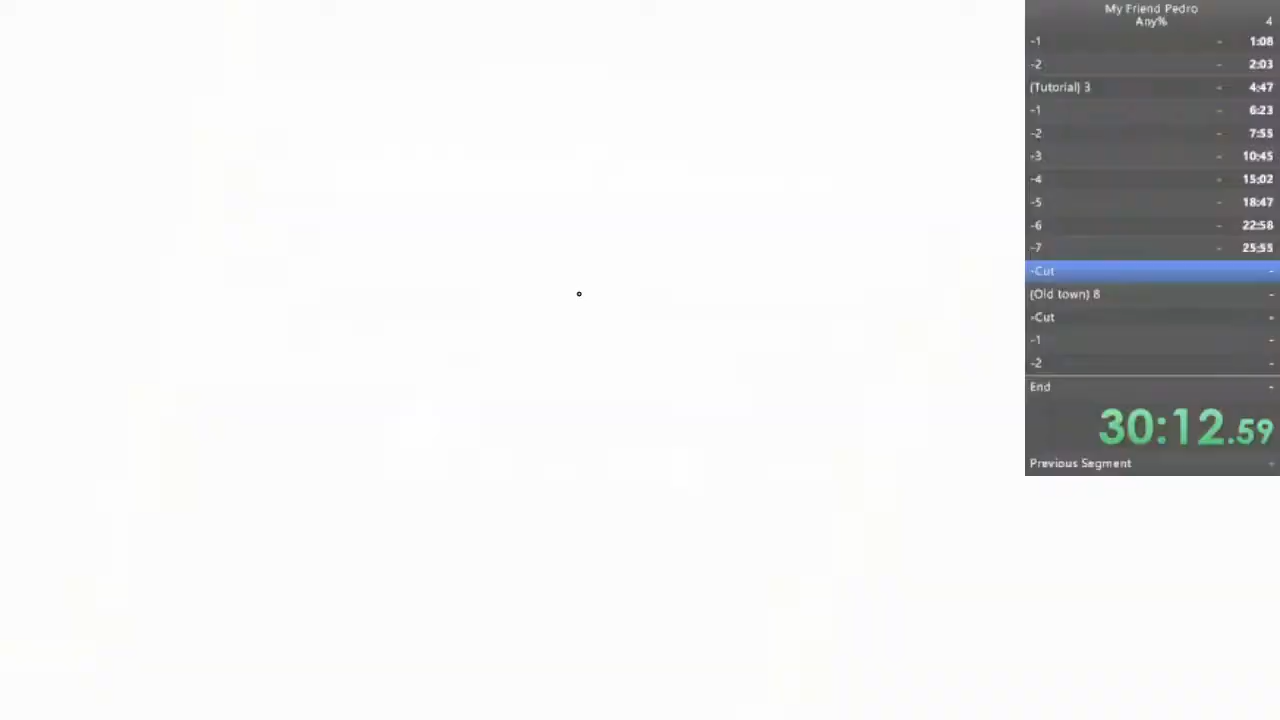 My Friend Pedro
Any% 4
-1 - 1:08
-2 - 2:03
(Tutorial) 3 - 4:47
-1 - 6:23
-2 - 7:55
-3 - 10:45
-4 - 15:02
-5 - 18:47
-6 - 22:58
-7 - 25:55
-Cut -
(Old town) 8 -
-Cut -
-1 -
-2 -
End -
30:12.59
Previous Segment -